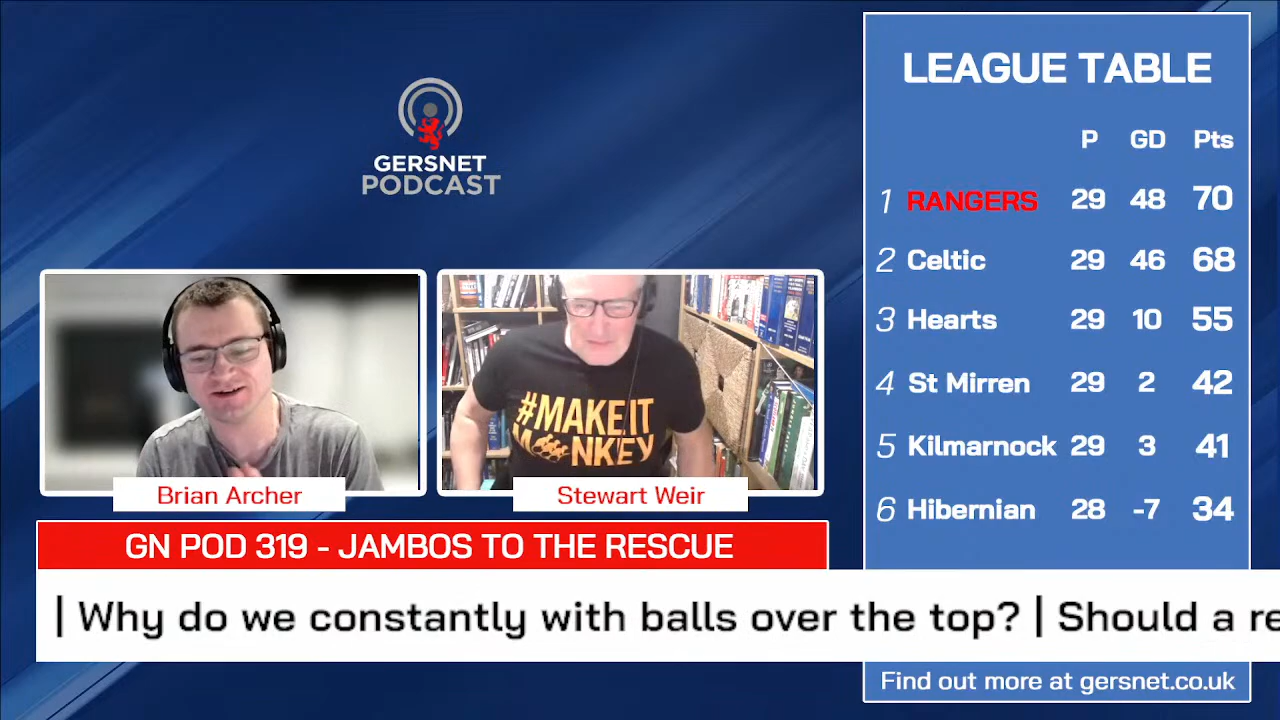 GERSNET
PODCAST
#MAKE IT
MONKEY
Brian Archer
Stewart Weir
GN POD 319 - JAMBOS TO THE RESCUE
| Why do we constantly with balls over the top? | Should a re
LEAGUE TABLE
P GD Pts
1 RANGERS 29 48 70
2 Celtic 29 46 68
3 Hearts 29 10 55
4 St Mirren 29 2 42
5 Kilmarnock 29 3 41
6 Hibernian 28 -7 34
Find out more at gersnet.co.uk